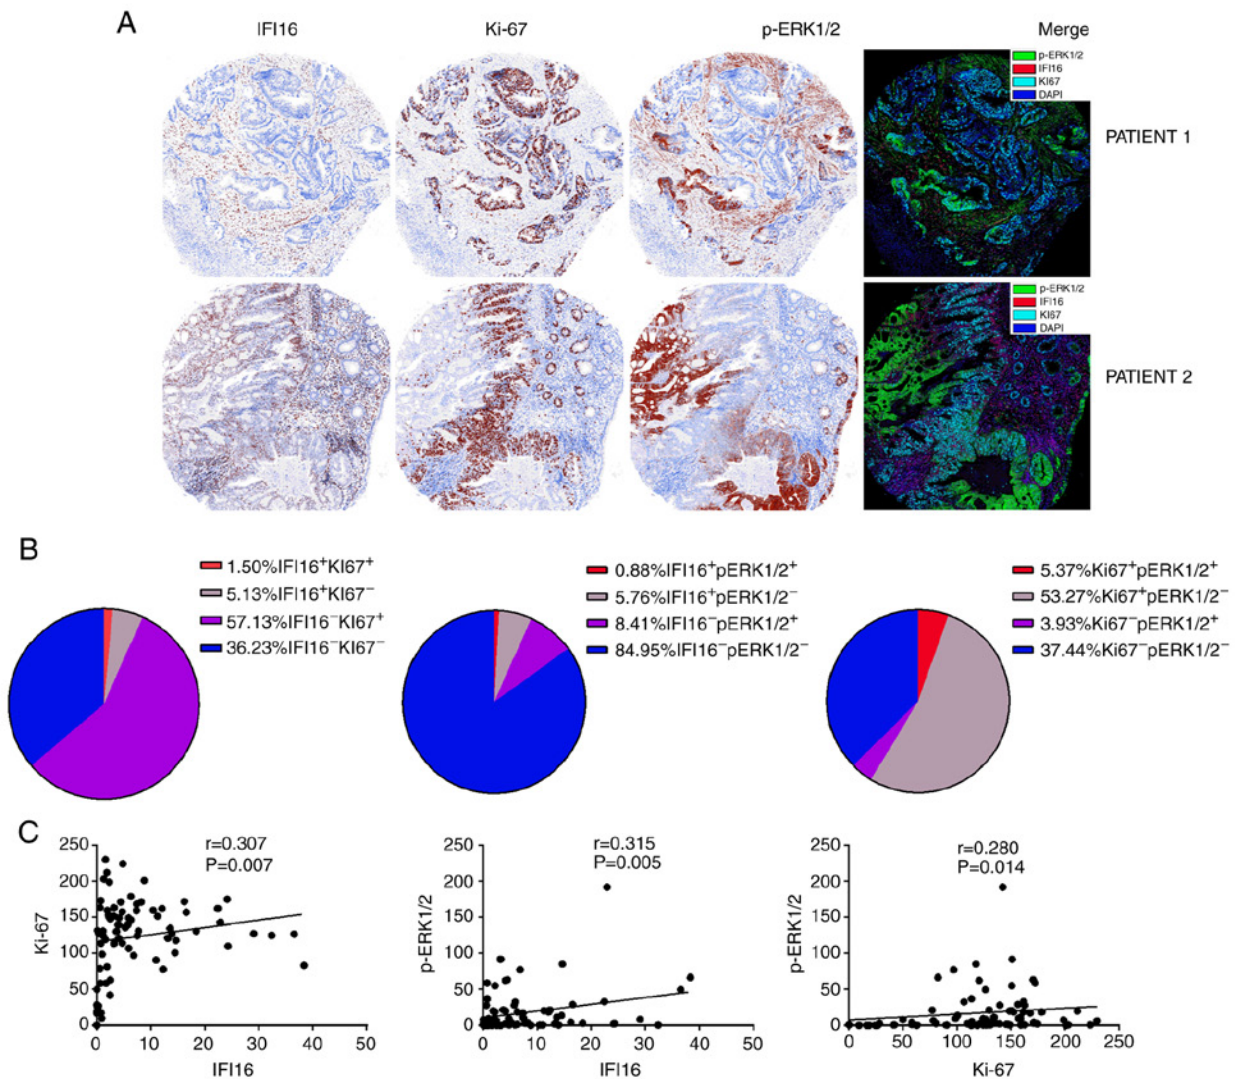 A
IFI16 Ki-67 p-ERK1/2 Merge
p-ERK1/2
IFI16
KI67
DAPI
PATIENT 1
p-ERK1/2
IFI16
KI67
DAPI
PATIENT 2
B
1.50%IFI16⁺KI67⁺
5.13%IFI16⁺KI67⁻
57.13%IFI16⁻KI67⁺
36.23%IFI16⁻KI67⁻
0.88%IFI16⁺pERK1/2⁺
5.76%IFI16⁺pERK1/2⁻
8.41%IFI16⁻pERK1/2⁺
84.95%IFI16⁻pERK1/2⁻
5.37%Ki67⁺pERK1/2⁺
53.27%Ki67⁺pERK1/2⁻
3.93%Ki67⁻pERK1/2⁺
37.44%Ki67⁻pERK1/2⁻
C
r=0.307
P=0.007
Ki-67
250
200
150
100
50
0
0 10 20 30 40 50
IFI16
r=0.315
P=0.005
p-ERK1/2
250
200
150
100
50
0
0 10 20 30 40 50
IFI16
r=0.280
P=0.014
p-ERK1/2
250
200
150
100
50
0
0 50 100 150 200 250
Ki-67